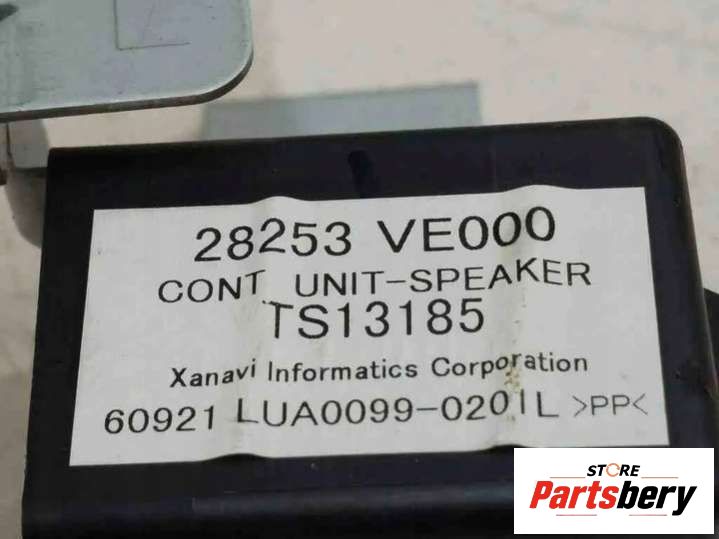 28253 VE000
CONT UNIT-SPEAKER
TS13185
Xanavi Informatics Corporation
60921 LUA0099-0201L >PP<
STORE
Partsbery